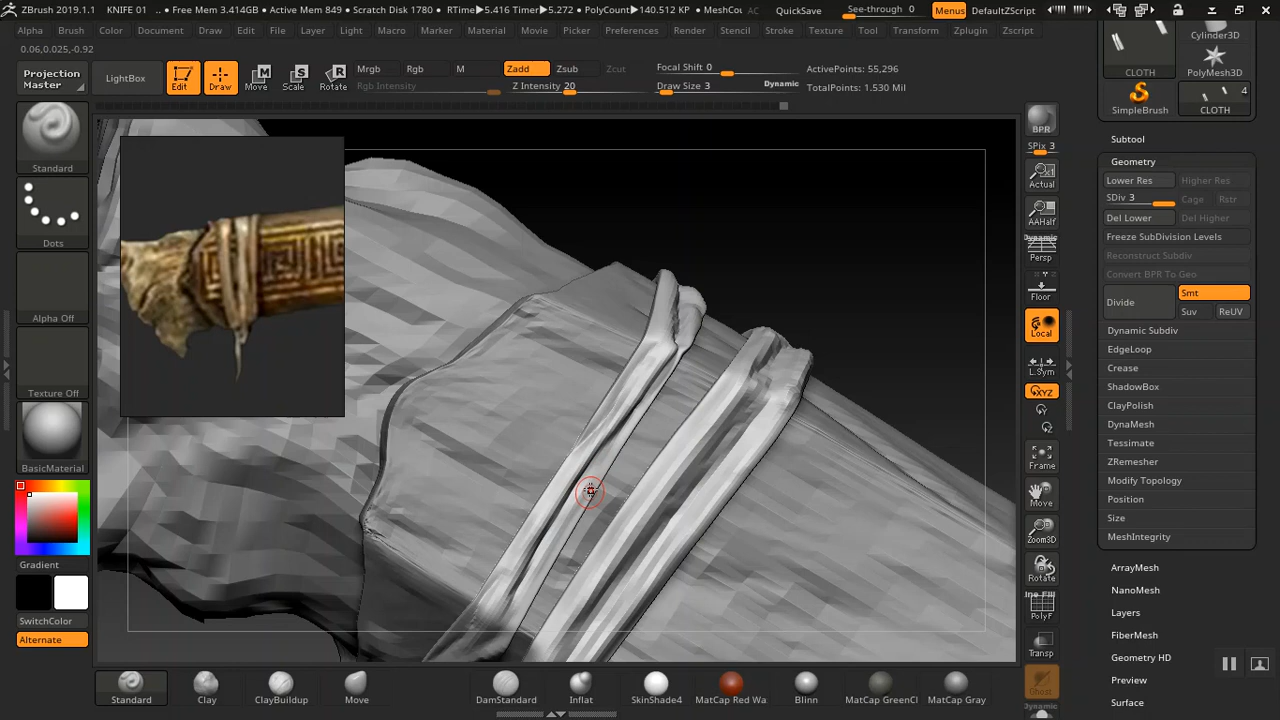 ZBrush 2019.1.1 KNIFE 01 .. • Free Mem 3.414GB • Active Mem 849 • Scratch Disk 1780 • RTime▶5.416 Timer▶5.272 • PolyCount▶140.512 KP • MeshCou QuickSave See-through 0 Menus DefaultZScript
Alpha Brush Color Document Draw Edit File Layer Light Macro Marker Material Movie Picker Preferences Render Stencil Stroke Texture Tool Transform Zplugin Zscript
0.06,0.025,-0.92
Projection Master
LightBox
Edit
Draw
Move
Scale
Rotate
Mrgb Rgb M
Rgb Intensity
Zadd Zsub Zcut
Z Intensity 20
Focal Shift 0
Draw Size 3 Dynamic
ActivePoints: 55,296
TotalPoints: 1.530 Mil
Standard
Dots
Alpha Off
Texture Off
BasicMaterial
Gradient
SwitchColor
Alternate
BPR
SPix 3
Actual
AAHalf
Dynamic
Persp
Floor
Local
L.Sym
XYZ
Y
Z
Frame
Move
Zoom3D
Rotate
Line Fill
PolyF
Transp
Ghost
Dynamic
CLOTH
Cylinder3D
PolyMesh3D
SimpleBrush
4
CLOTH
Subtool
Geometry
Lower Res Higher Res
SDiv 3 Cage Rstr
Del Lower Del Higher
Freeze SubDivision Levels
Reconstruct Subdiv
Convert BPR To Geo
Divide Smt
Suv ReUV
Dynamic Subdiv
EdgeLoop
Crease
ShadowBox
ClayPolish
DynaMesh
Tessimate
ZRemesher
Modify Topology
Position
Size
MeshIntegrity
ArrayMesh
NanoMesh
Layers
FiberMesh
Geometry HD
Preview
Surface
Standard Clay ClayBuildup Move DamStandard Inflat SkinShade4 MatCap Red Wa Blinn MatCap GreenCl MatCap Gray